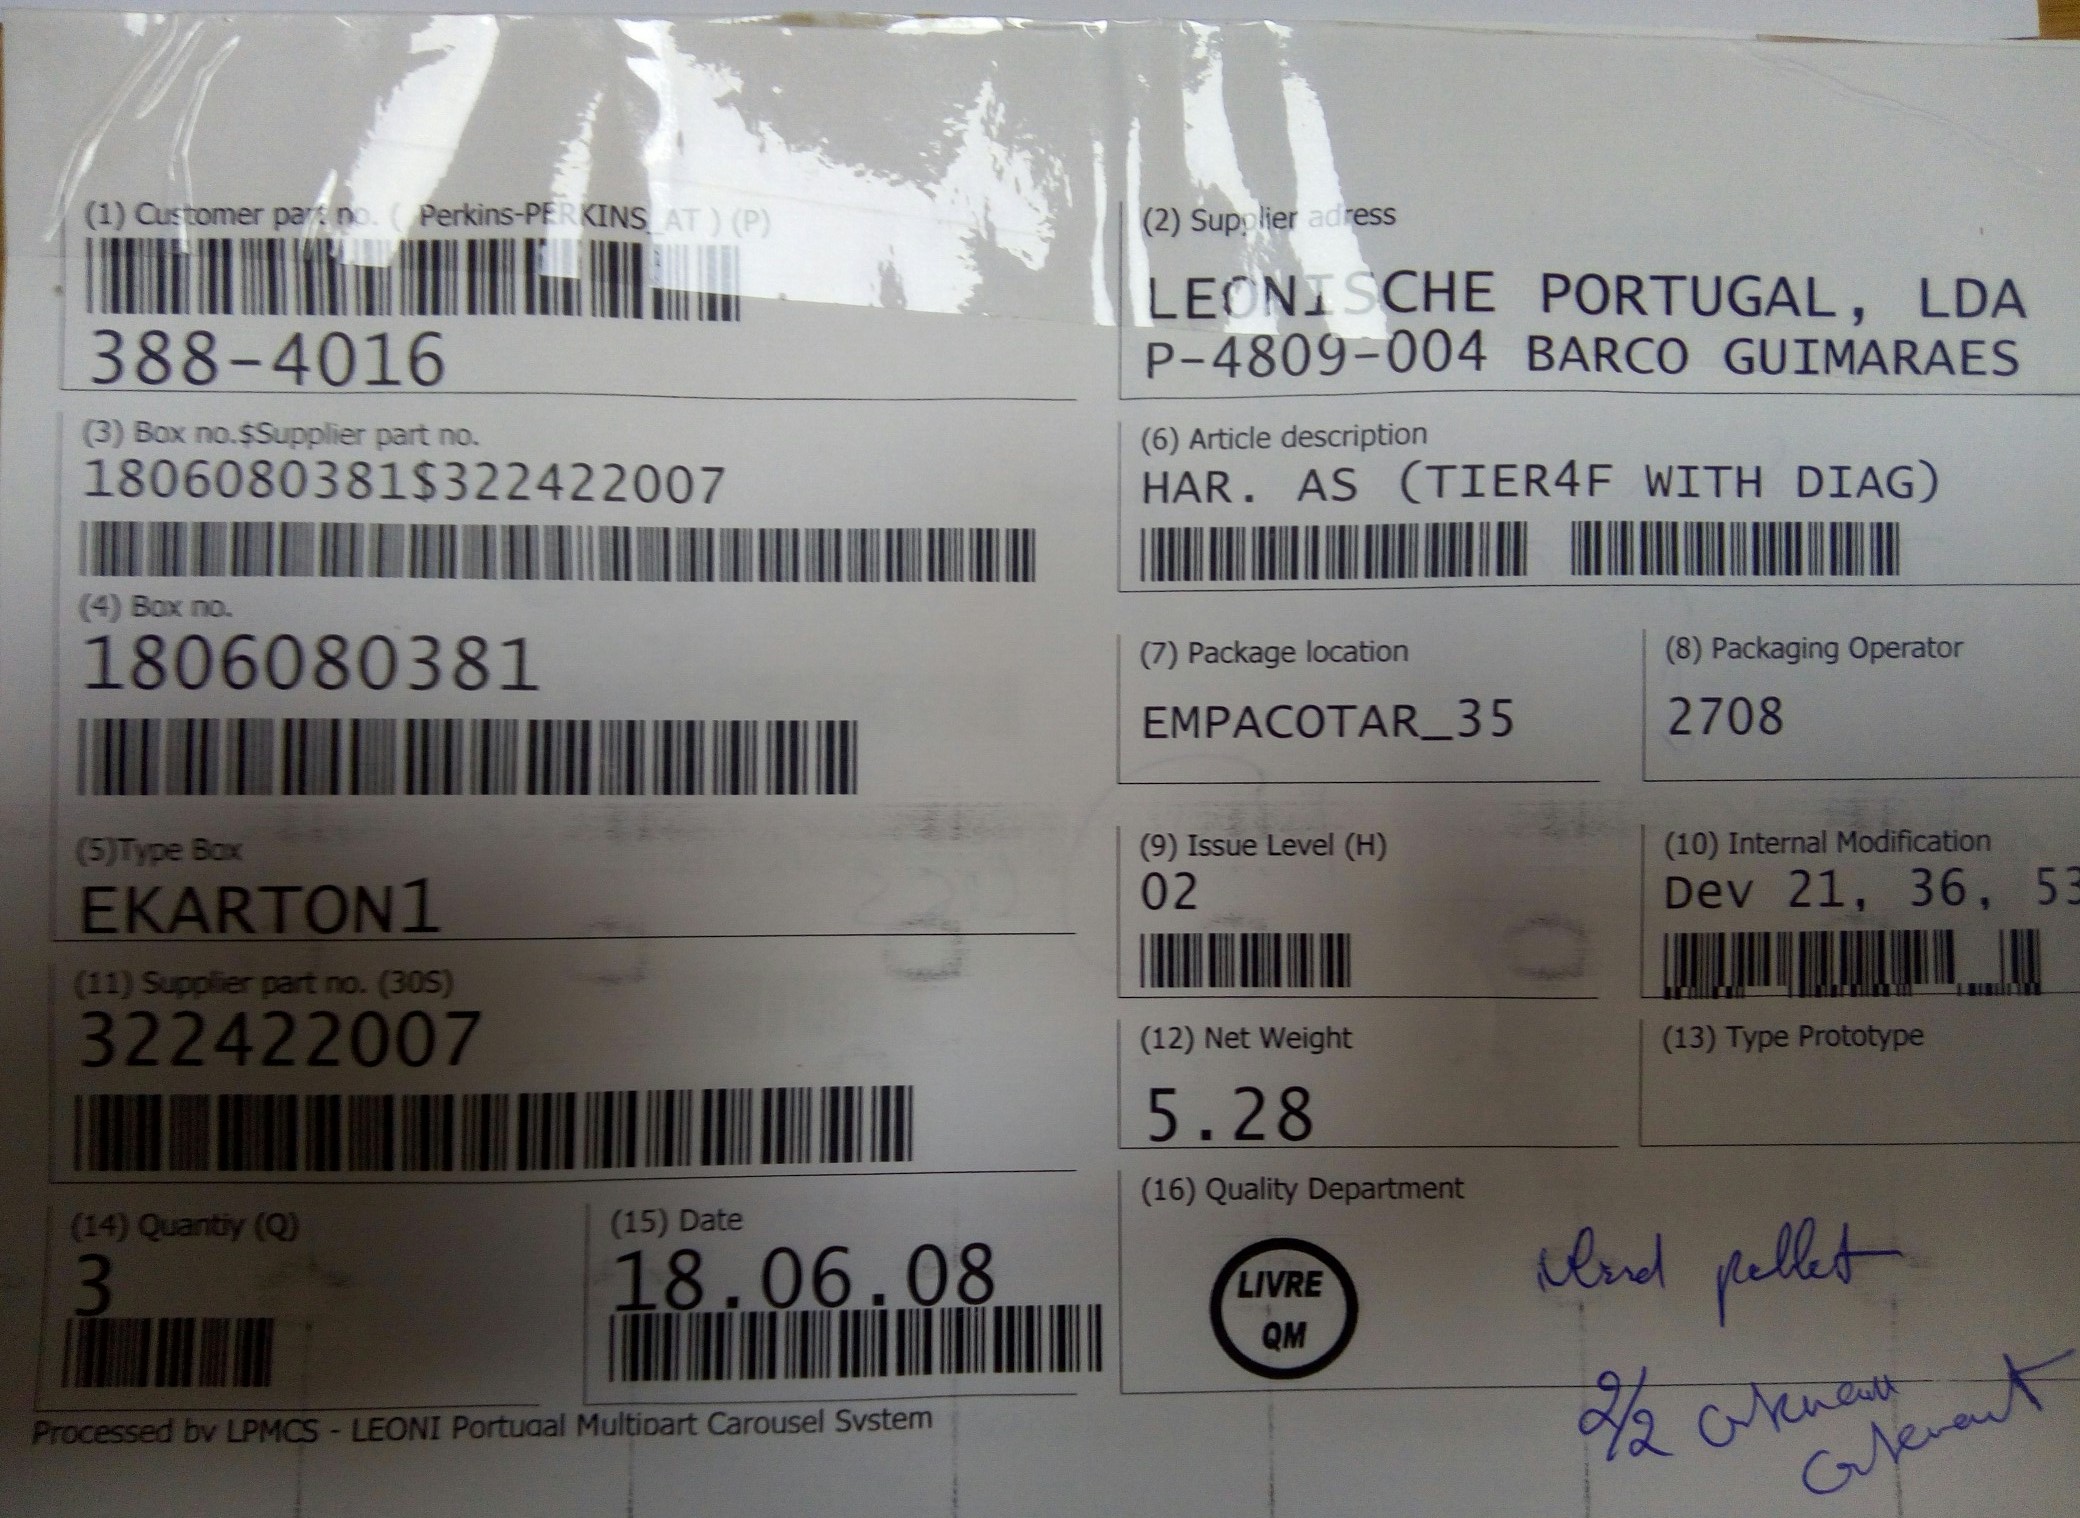 (1) Customer part no. ( Perkins-PERKINS_AT ) (P)
388-4016
(2) Supplier adress
LEONISCHE PORTUGAL, LDA
P-4809-004 BARCO GUIMARAES
(3) Box no.$Supplier part no.
1806080381$322422007
(6) Article description
HAR. AS (TIER4F WITH DIAG)
(4) Box no.
1806080381
(7) Package location
EMPACOTAR_35
(8) Packaging Operator
2708
(5)Type Box
EKARTON1
(9) Issue Level (H)
02
(10) Internal Modification
Dev 21, 36, 53
(11) Supplier part no. (30S)
322422007
(12) Net Weight
5.28
(13) Type Prototype
(14) Quantiy (Q)
3
(15) Date
18.06.08
(16) Quality Department
LIVRE
QM
pallet
2/2
Processed by LPMCS - LEONI Portugal Multipart Carousel System